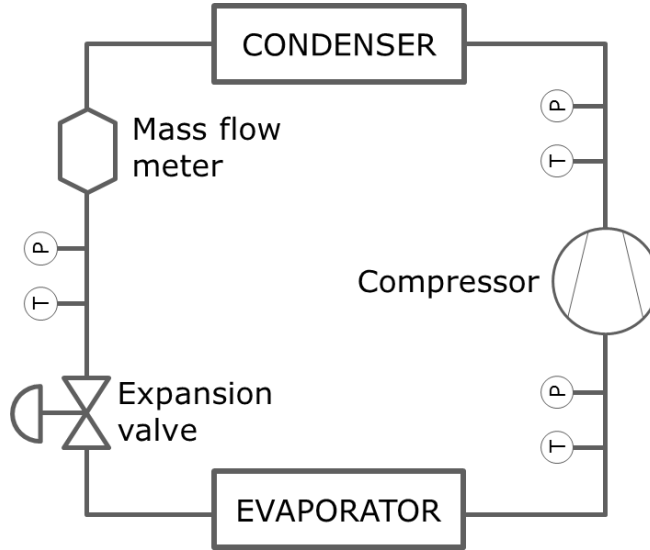 CONDENSER
Mass flow
meter
P
T
P
T
Compressor
Expansion
valve
P
T
EVAPORATOR